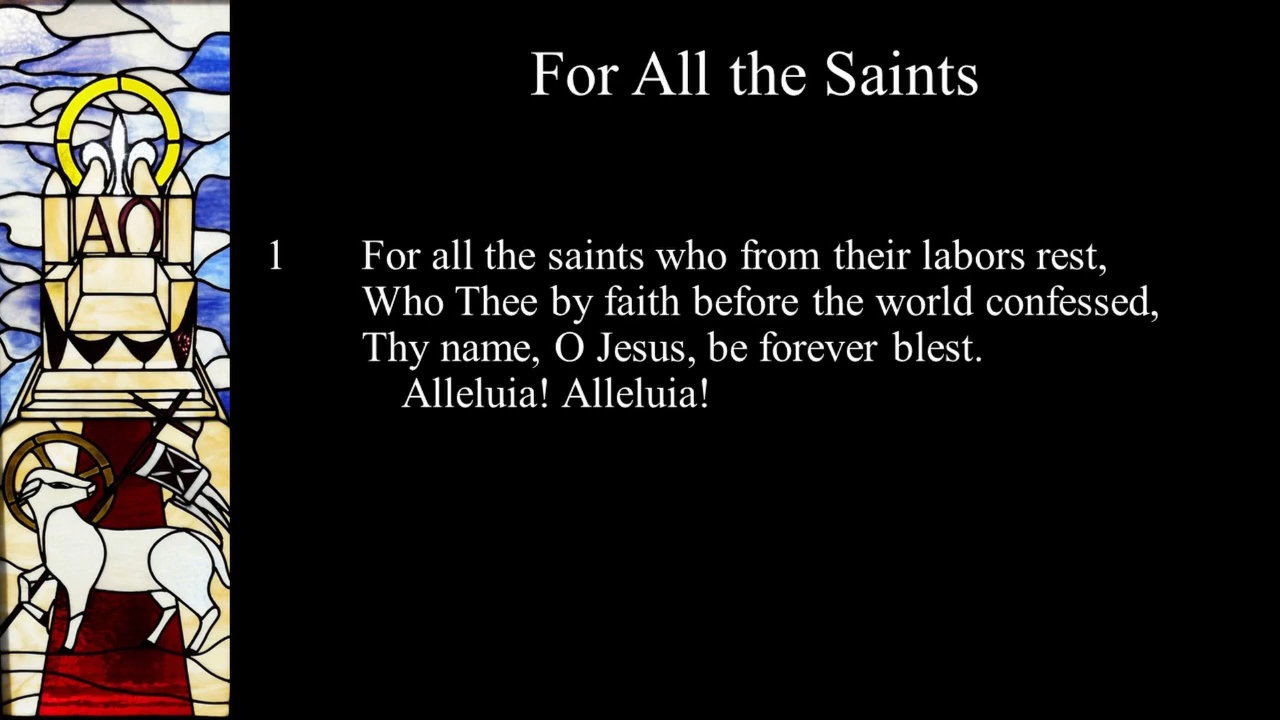 For All the Saints
ΑΩ
1 For all the saints who from their labors rest,
Who Thee by faith before the world confessed,
Thy name, O Jesus, be forever blest.
Alleluia! Alleluia!